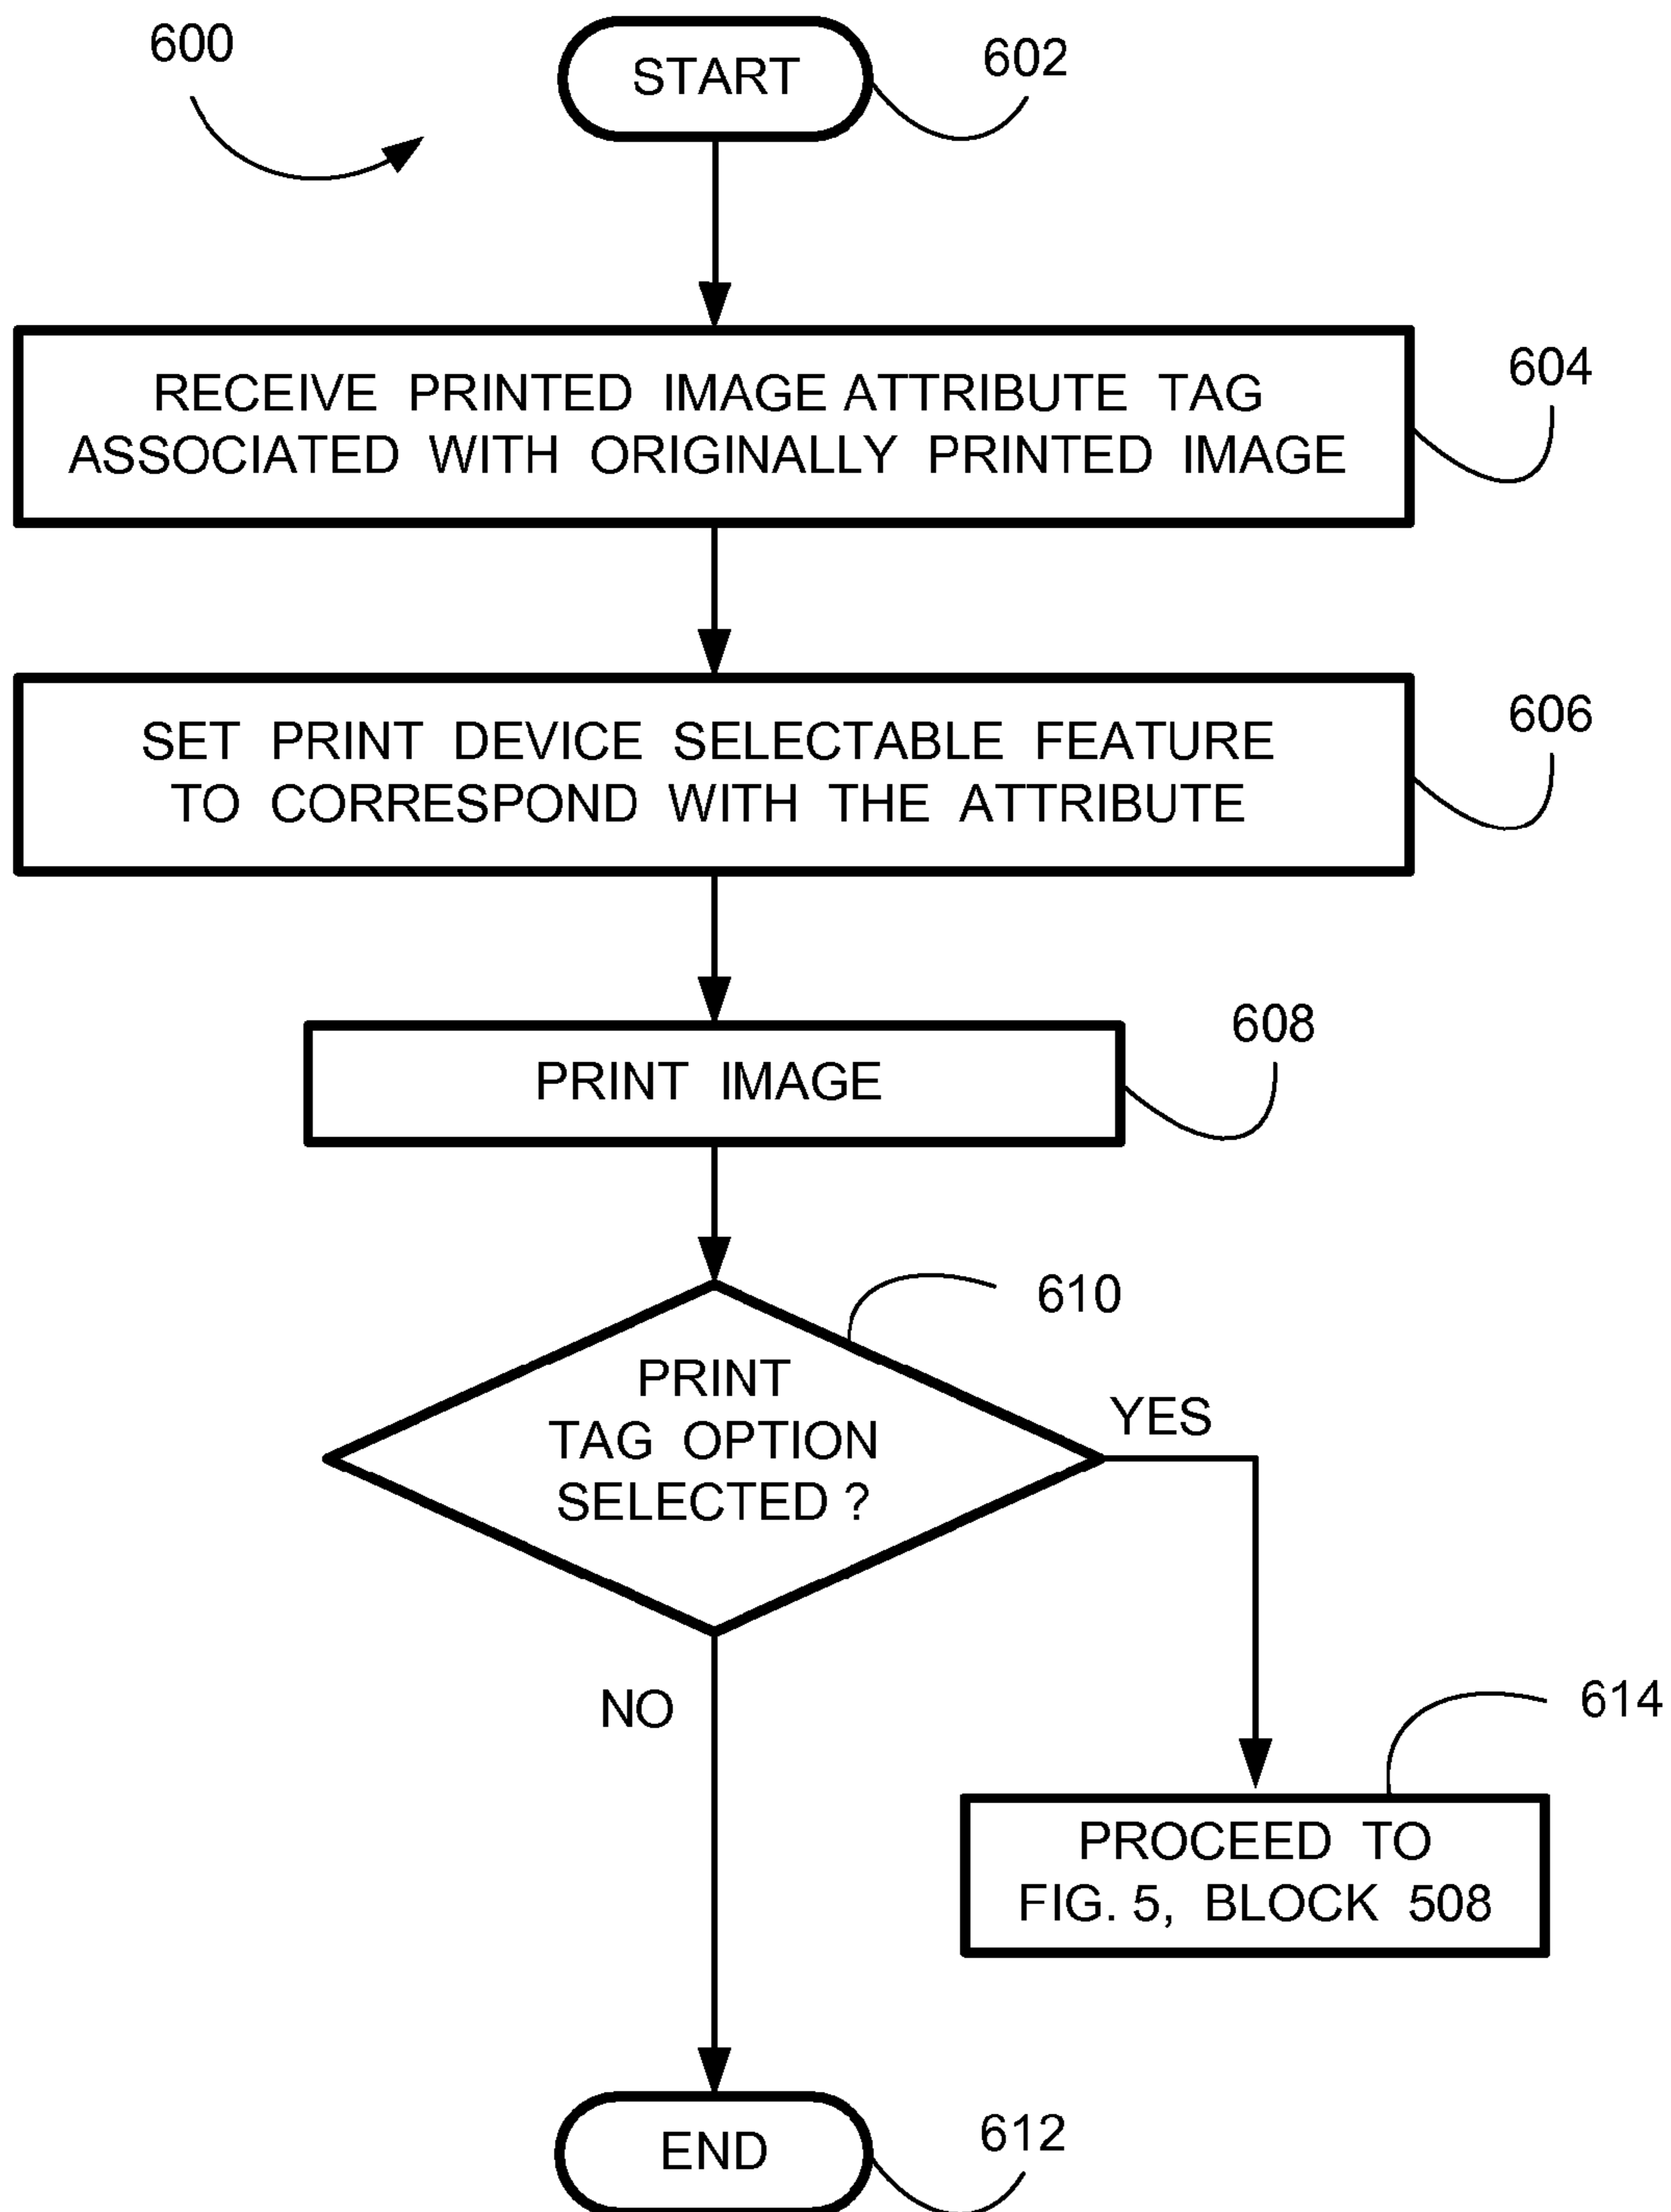 600
START
602
RECEIVE PRINTED IMAGE ATTRIBUTE TAG
ASSOCIATED WITH ORIGINALLY PRINTED IMAGE
604
SET PRINT DEVICE SELECTABLE FEATURE
TO CORRESPOND WITH THE ATTRIBUTE
606
PRINT IMAGE
608
PRINT
TAG OPTION
SELECTED ?
610
YES
NO
614
PROCEED TO
FIG. 5, BLOCK 508
END
612